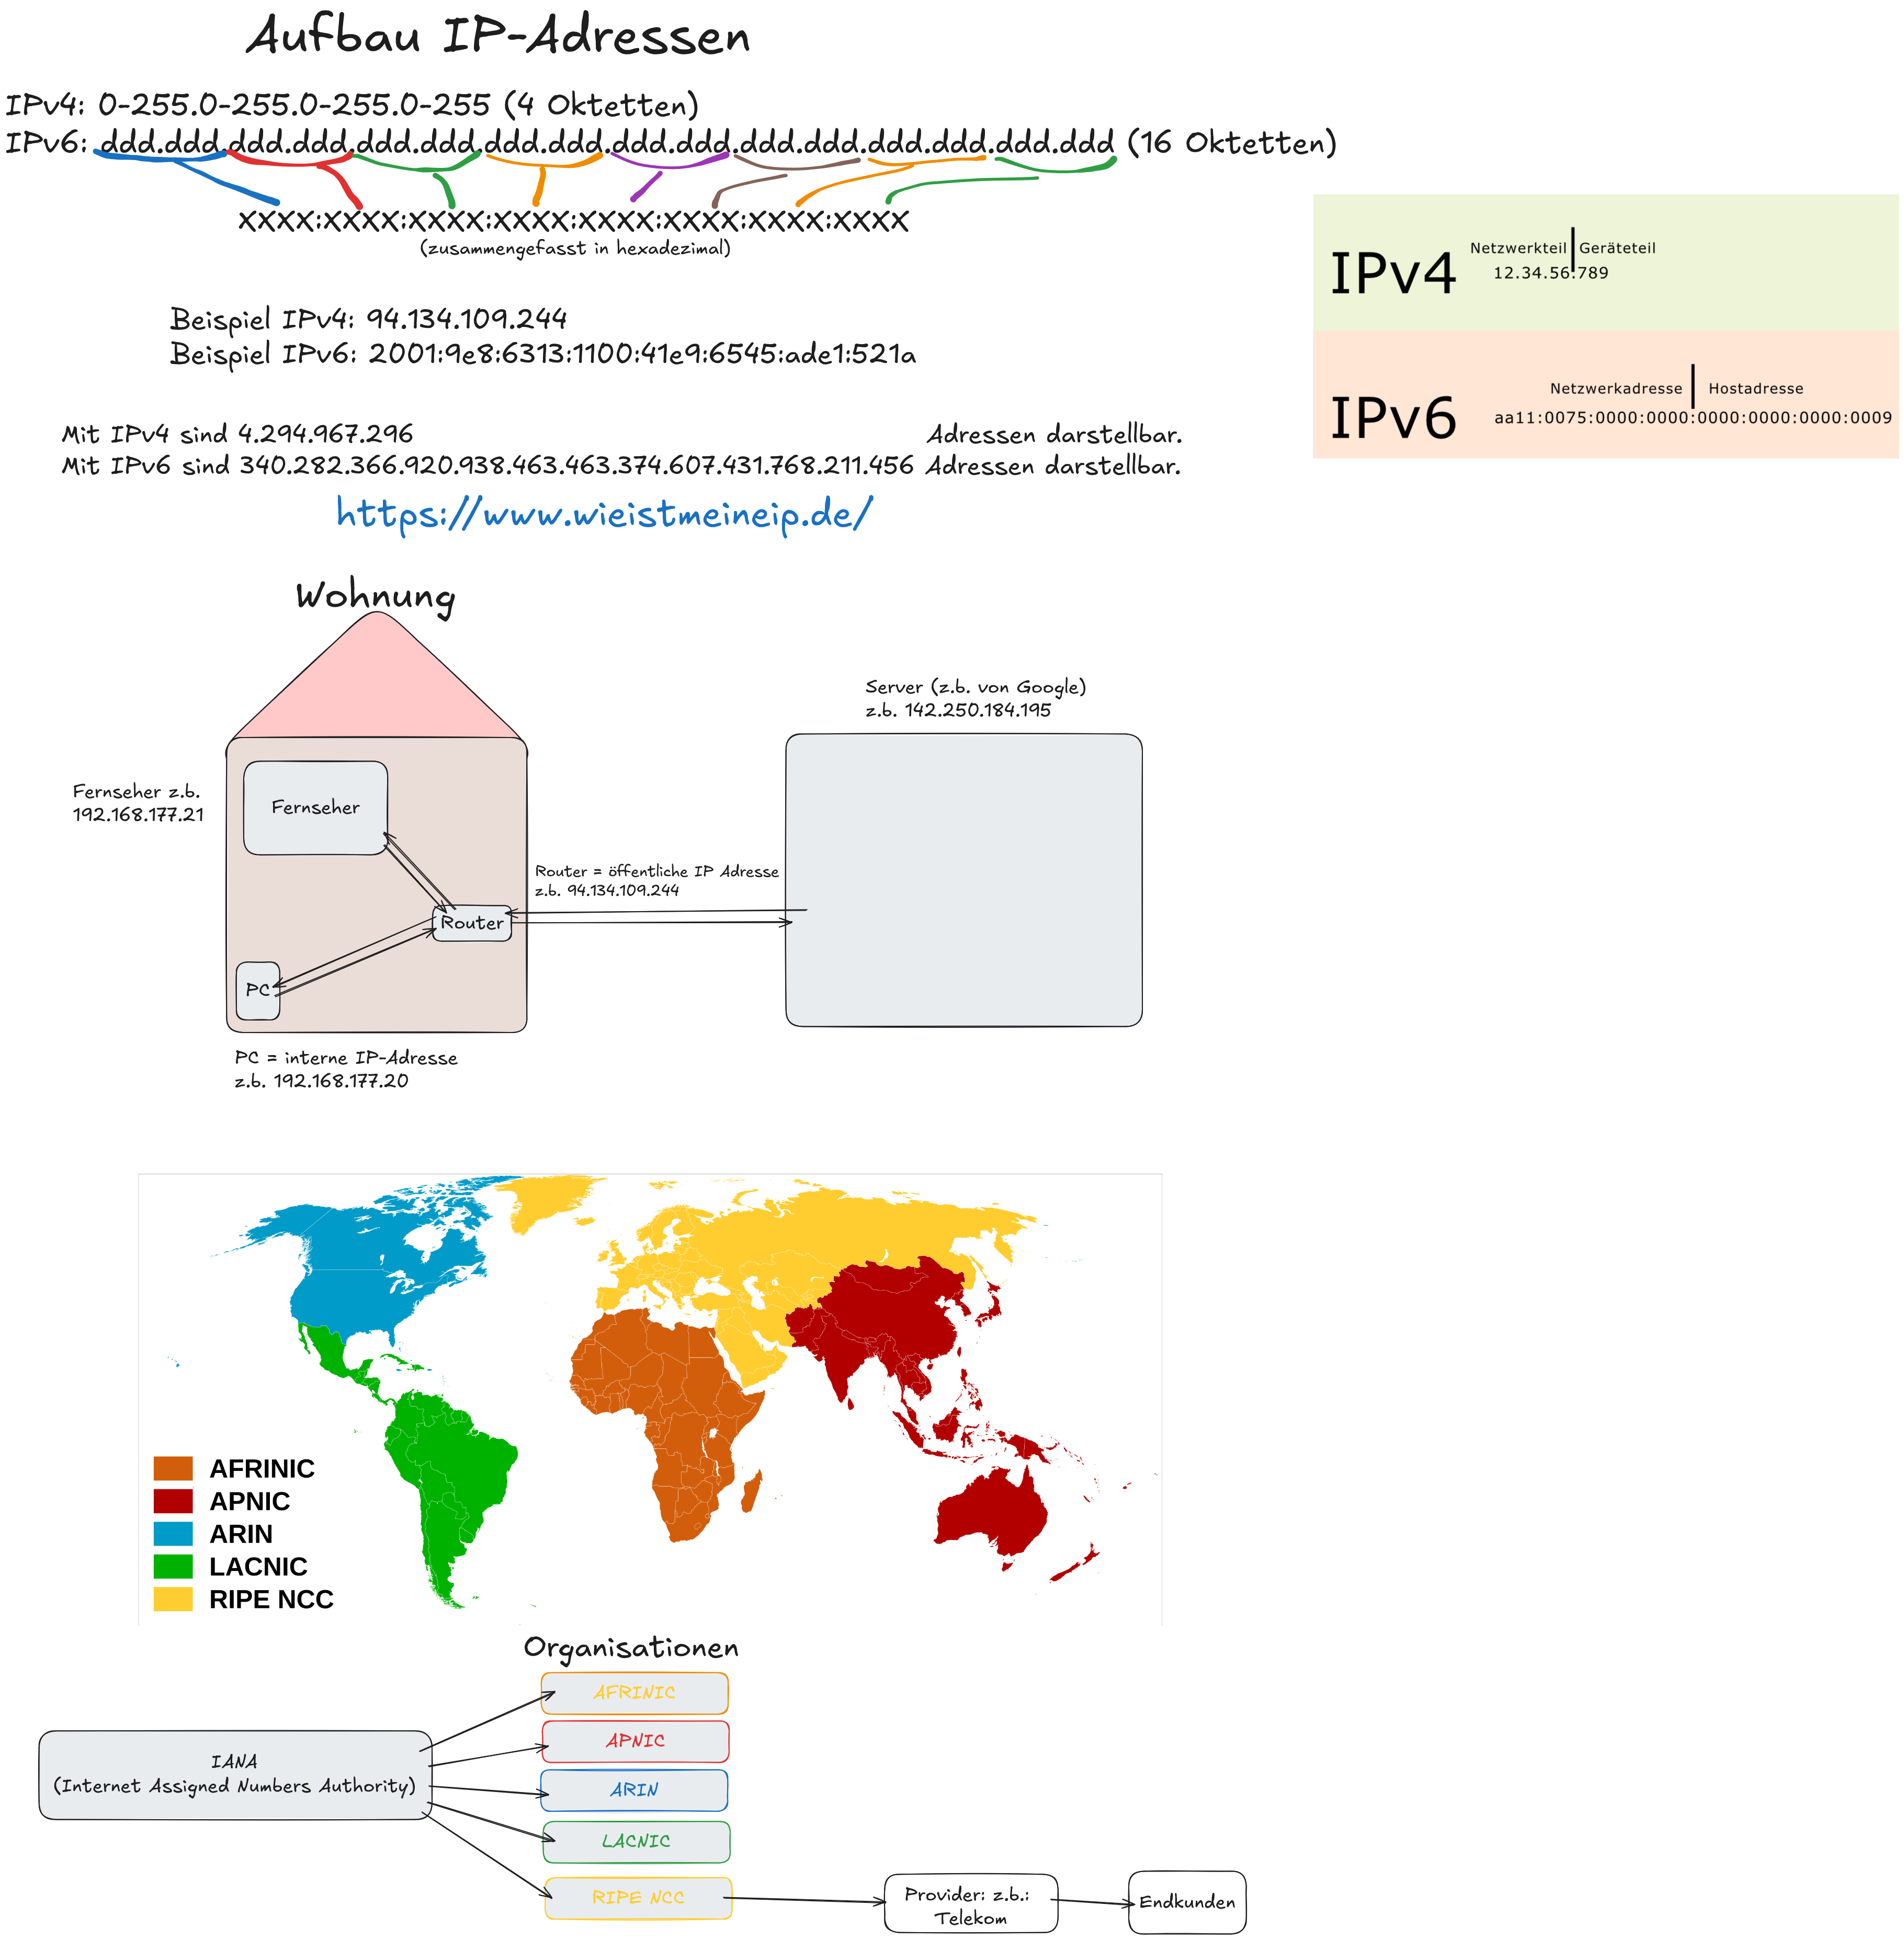 Aufbau IP-Adressen
IPv4: 0-255.0-255.0-255.0-255 (4 Oktetten)
IPv6: ddd.ddd.ddd.ddd.ddd.ddd.ddd.ddd.ddd.ddd.ddd.ddd.ddd.ddd.ddd.ddd (16 Oktetten)
XXXX:XXXX:XXXX:XXXX:XXXX:XXXX:XXXX:XXXX
(zusammengefasst in hexadezimal)
Beispiel IPv4: 94.134.109.244
Beispiel IPv6: 2001:9e8:6313:1100:41e9:6545:ade1:521a
Mit IPv4 sind 4.294.967.296 Adressen darstellbar.
Mit IPv6 sind 340.282.366.920.938.463.463.374.607.431.768.211.456 Adressen darstellbar.
https://www.wieistmeineip.de/
IPv4
Netzwerkteil Geräteteil
12.34.56.789
IPv6
Netzwerkadresse Hostadresse
aa11:0075:0000:0000:0000:0000:0000:0009
Wohnung
Fernseher z.b.
192.168.177.21
Fernseher
Router
PC
PC = interne IP-Adresse
z.b. 192.168.177.20
Router = öffentliche IP Adresse
z.b. 94.134.109.244
Server (z.b. von Google)
z.b. 142.250.184.195
AFRINIC
APNIC
ARIN
LACNIC
RIPE NCC
Organisationen
IANA
(Internet Assigned Numbers Authority)
AFRINIC
APNIC
ARIN
LACNIC
RIPE NCC
Provider: z.b.:
Telekom
Endkunden